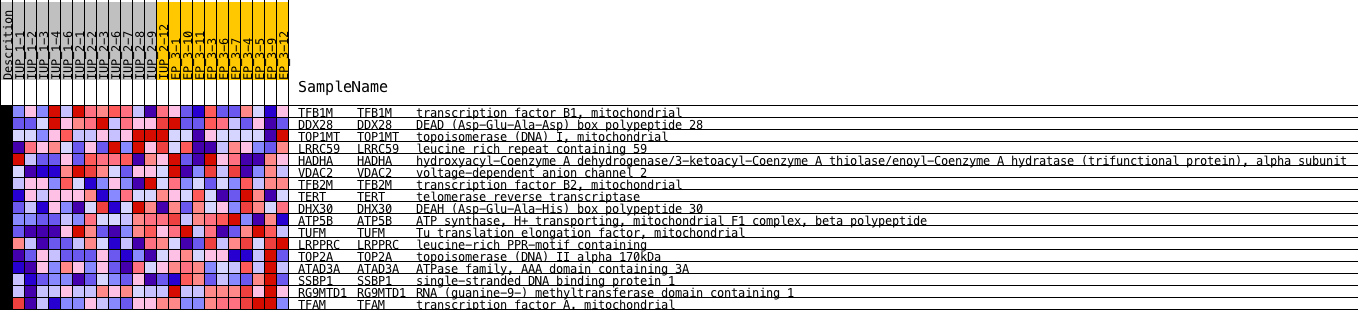 Descrition
IUP_1-1
IUP_1-2
IUP_1-3
IUP_1-4
IUP_1-6
IUP_2-1
IUP_2-2
IUP_2-3
IUP_2-6
IUP_2-7
IUP_2-8
IUP_2-9
IUP_2-12
EP_3-1
EP_3-10
EP_3-11
EP_3-3
EP_3-6
EP_3-7
EP_3-4
EP_3-5
EP_3-9
EP_3-12
SampleName
TFB1M TFB1M transcription factor B1, mitochondrial
DDX28 DDX28 DEAD (Asp-Glu-Ala-Asp) box polypeptide 28
TOP1MT TOP1MT topoisomerase (DNA) I, mitochondrial
LRRC59 LRRC59 leucine rich repeat containing 59
HADHA HADHA hydroxyacyl-Coenzyme A dehydrogenase/3-ketoacyl-Coenzyme A thiolase/enoyl-Coenzyme A hydratase (trifunctional protein), alpha subunit
VDAC2 VDAC2 voltage-dependent anion channel 2
TFB2M TFB2M transcription factor B2, mitochondrial
TERT TERT telomerase reverse transcriptase
DHX30 DHX30 DEAH (Asp-Glu-Ala-His) box polypeptide 30
ATP5B ATP5B ATP synthase, H+ transporting, mitochondrial F1 complex, beta polypeptide
TUFM TUFM Tu translation elongation factor, mitochondrial
LRPPRC LRPPRC leucine-rich PPR-motif containing
TOP2A TOP2A topoisomerase (DNA) II alpha 170kDa
ATAD3A ATAD3A ATPase family, AAA domain containing 3A
SSBP1 SSBP1 single-stranded DNA binding protein 1
RG9MTD1 RG9MTD1 RNA (guanine-9-) methyltransferase domain containing 1
TFAM TFAM transcription factor A, mitochondrial